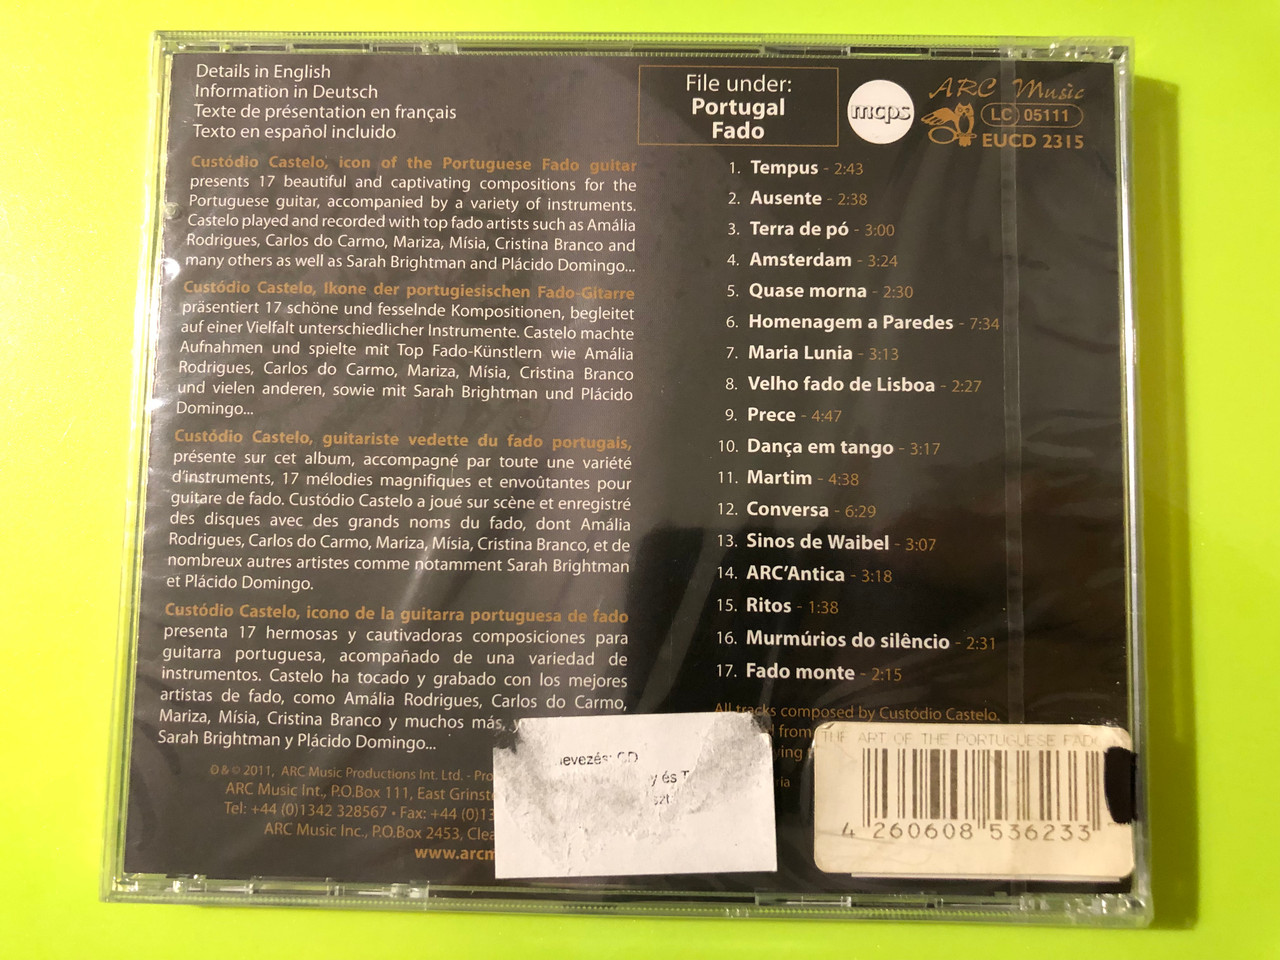 Details in English
Information in Deutsch
Texte de présentation en français
Texto en español incluido
Custódio Castelo, icon of the Portuguese Fado guitar
presents 17 beautiful and captivating compositions for the
Portuguese guitar, accompanied by a variety of instruments.
Castelo played and recorded with top fado artists such as Amália
Rodrigues, Carlos do Carmo, Mariza, Mísia, Cristina Branco and
many others as well as Sarah Brightman and Plácido Domingo...
Custódio Castelo, Ikone der portugiesischen Fado-Gitarre
präsentiert 17 schöne und fesselnde Kompositionen, begleitet
auf einer Vielfalt unterschiedlicher Instrumente. Castelo machte
Aufnahmen und spielte mit Top Fado-Künstlern wie Amália
Rodrigues, Carlos do Carmo, Mariza, Mísia, Cristina Branco
und vielen anderen, sowie mit Sarah Brightman und Plácido
Domingo...
Custódio Castelo, guitariste vedette du fado portugais,
présente sur cet album, accompagné par toute une variété
d'instruments, 17 mélodies magnifiques et envoûtantes pour
guitare de fado. Custódio Castelo a joué sur scène et enregistré
des disques avec des grands noms du fado, dont Amália
Rodrigues, Carlos do Carmo, Mariza, Mísia, Cristina Branco, et de
nombreux autres artistes comme notamment Sarah Brightman
et Plácido Domingo.
Custódio Castelo, icono de la guitarra portuguesa de fado
presenta 17 hermosas y cautivadoras composiciones para
guitarra portuguesa, acompañado de una variedad de
instrumentos. Castelo ha tocado y grabado con los mejores
artistas de fado, como Amália Rodrigues, Carlos do Carmo,
Mariza, Mísia, Cristina Branco y muchos más, y
Sarah Brightman y Plácido Domingo...
℗ & © 2011, ARC Music Productions Int. Ltd. - Pro
ARC Music Int., P.O.Box 111, East Grinste
Tel: +44 (0)1342 328567 • Fax: +44 (0)13
ARC Music Inc., P.O.Box 2453, Clea
www.arcm
File under:
Portugal
Fado
mcps
ARC Music
LC 05111
EUCD 2315
1. Tempus - 2:43
2. Ausente - 2:38
3. Terra de pó - 3:00
4. Amsterdam - 3:24
5. Quase morna - 2:30
6. Homenagem a Paredes - 7:34
7. Maria Lunia - 3:13
8. Velho fado de Lisboa - 2:27
9. Prece - 4:47
10. Dança em tango - 3:17
11. Martim - 4:38
12. Conversa - 6:29
13. Sinos de Waibel - 3:07
14. ARC'Antica - 3:18
15. Ritos - 1:38
16. Murmúrios do silêncio - 2:31
17. Fado monte - 2:15
All tracks composed by Custódio Castelo.
from
ria
nevezés: CD
y és T
szt
THE ART OF THE PORTUGUESE FADO
4 260608 536233